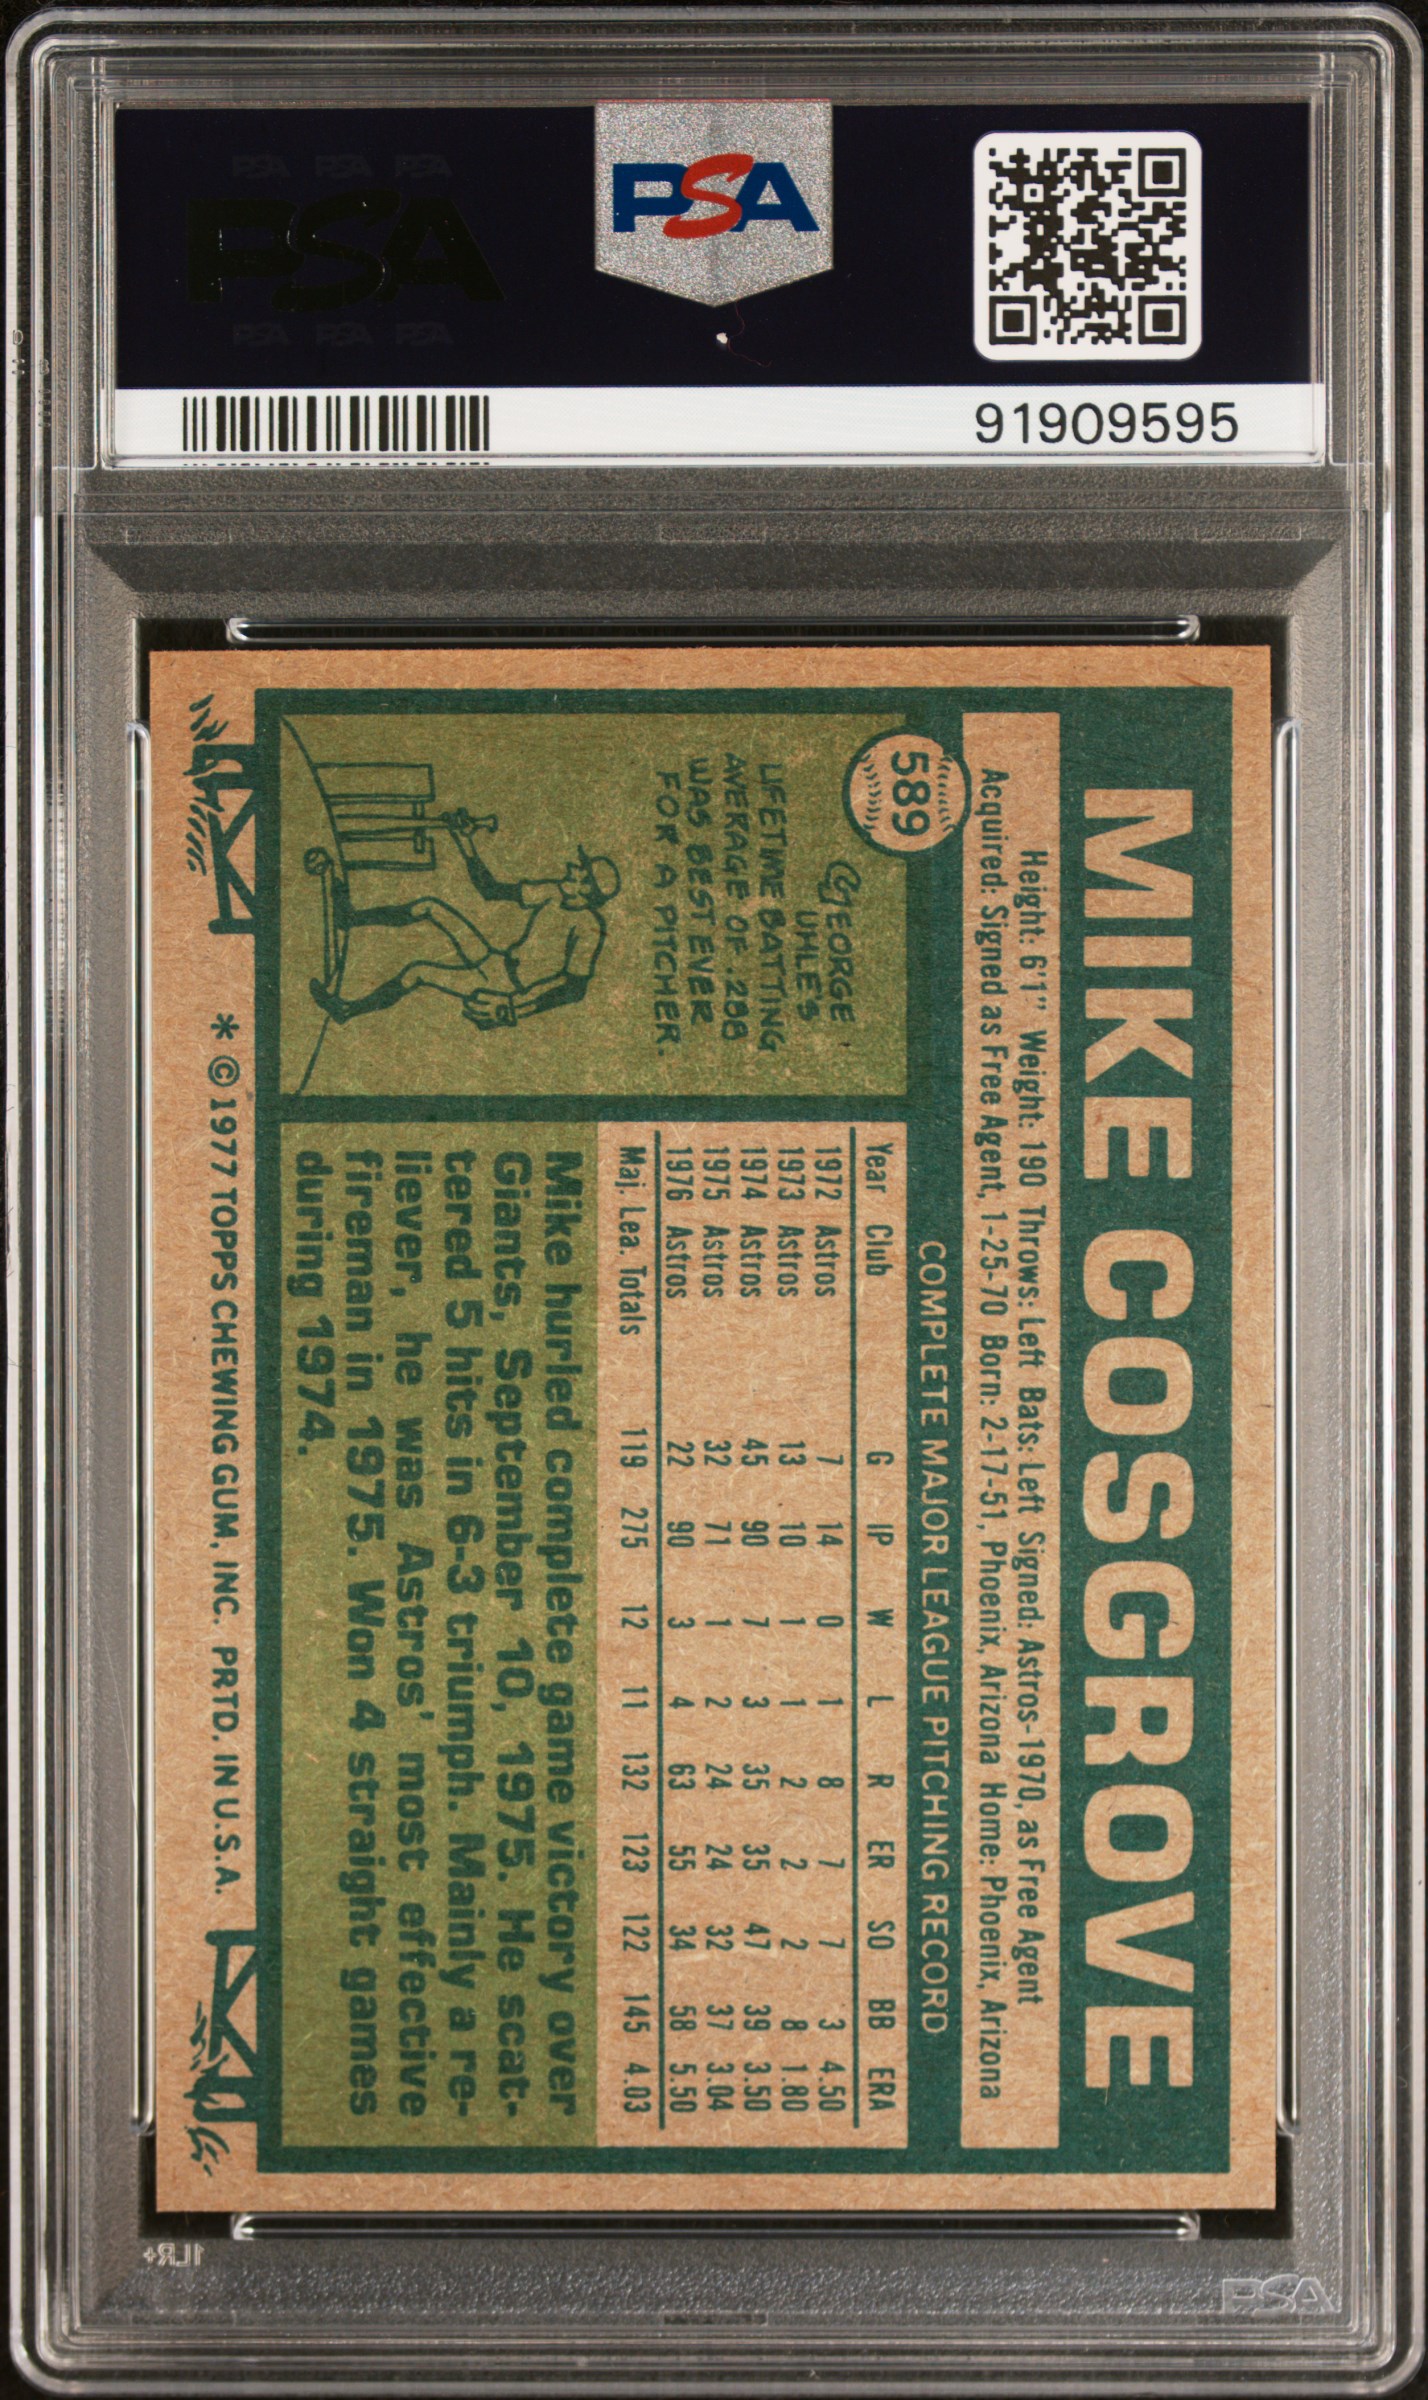 PSA PSA PSA
PSA
PSA PSA PSA
PSA
91909595
MIKE COSGROVE
Height: 6'1" Weight: 190 Throws: Left Bats: Left Signed: Astros-1970, as Free Agent
Acquired: Signed as Free Agent, 1-25-70 Born: 2-17-51, Phoenix, Arizona Home: Phoenix, Arizona
589
COMPLETE MAJOR LEAGUE PITCHING RECORD
GEORGE
UHLE'S
LIFETIME BATTING
AVERAGE OF .288
WAS BEST EVER
FOR A PITCHER.
Year Club G IP W L R ER SO BB ERA
1972 Astros 7 14 0 1 8 7 7 3 4.50
1973 Astros 13 10 1 1 2 2 2 8 1.80
1974 Astros 45 90 7 3 35 35 47 39 3.50
1975 Astros 32 71 1 2 24 24 32 37 3.04
1976 Astros 22 90 3 4 63 55 34 58 5.50
Maj. Lea. Totals 119 275 12 11 132 123 122 145 4.03
Mike hurled complete game victory over
Giants, September 10, 1975. He scat-
tered 5 hits in 6-3 triumph. Mainly a re-
liever, he was Astros' most effective
fireman in 1975. Won 4 straight games
during 1974.
* © 1977 TOPPS CHEWING GUM, INC. PRTD. IN U.S.A.
1LR+
PSA